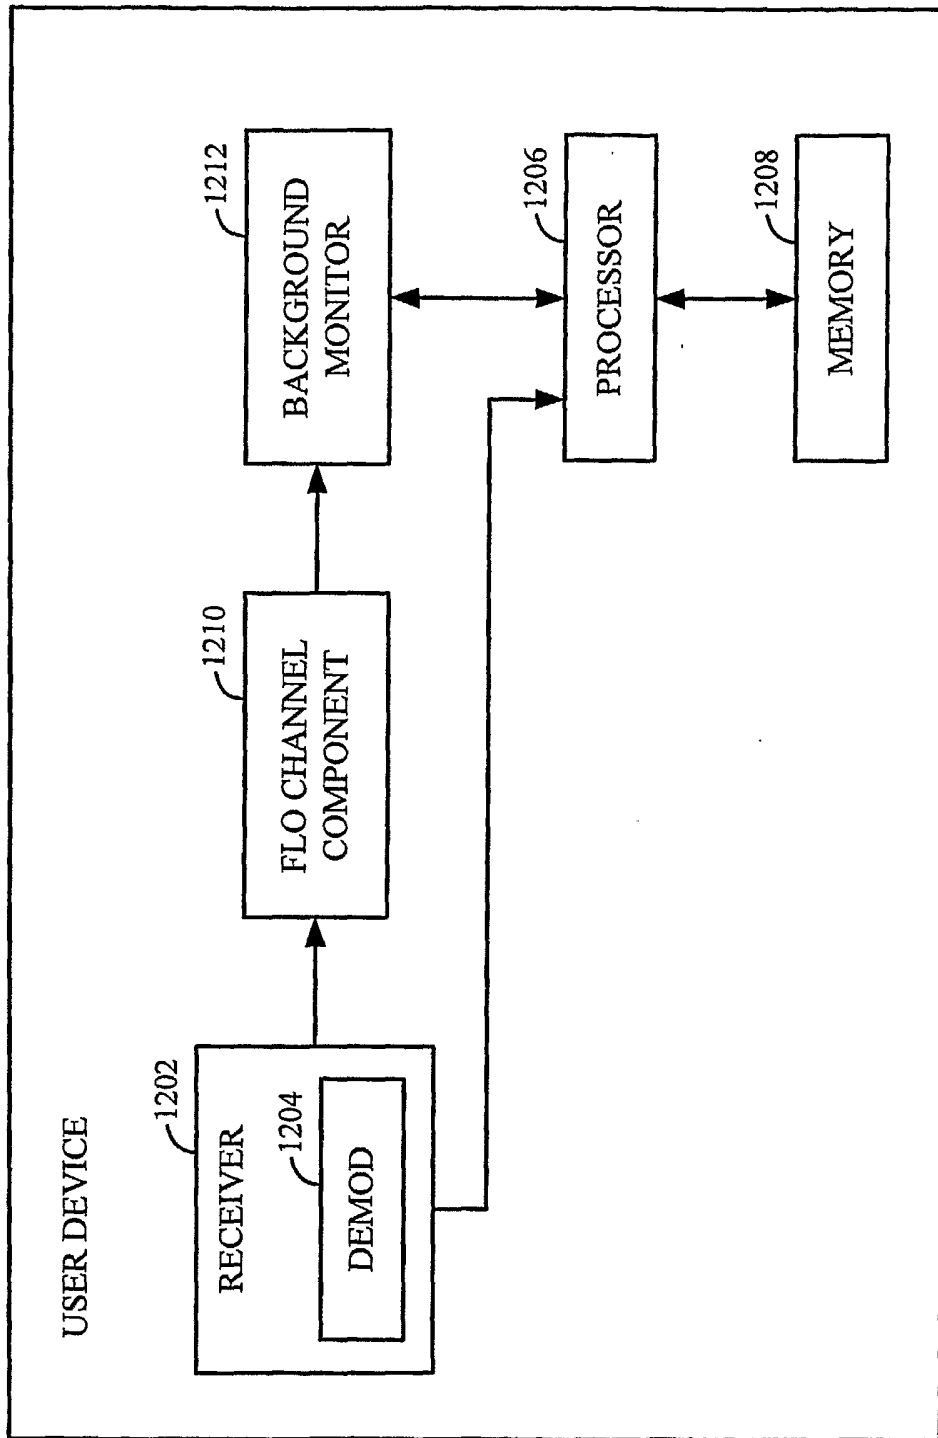 USER DEVICE
1202
RECEIVER
1204
DEMOD
1210
FLO CHANNEL
COMPONENT
1212
BACKGROUND
MONITOR
1206
PROCESSOR
1208
MEMORY